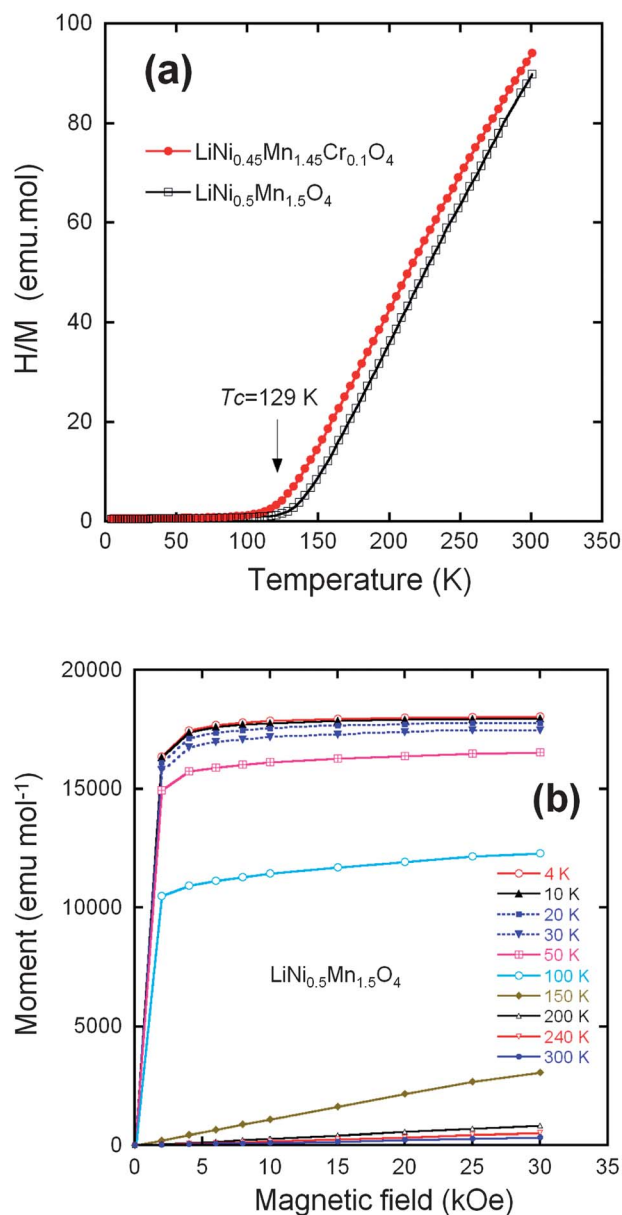 100
(a)
80
LiNi₀.₄₅Mn₁.₄₅Cr₀.₁O₄
LiNi₀.₅Mn₁.₅O₄
60
H/M (emu.mol)
40
Tc=129 K
20
0
0 50 100 150 200 250 300 350
Temperature (K)
20000
(b)
15000
4 K
10 K
20 K
30 K
50 K
100 K
150 K
200 K
240 K
300 K
LiNi₀.₅Mn₁.₅O₄
Moment (emu mol⁻¹)
10000
5000
0
0 5 10 15 20 25 30 35
Magnetic field (kOe)